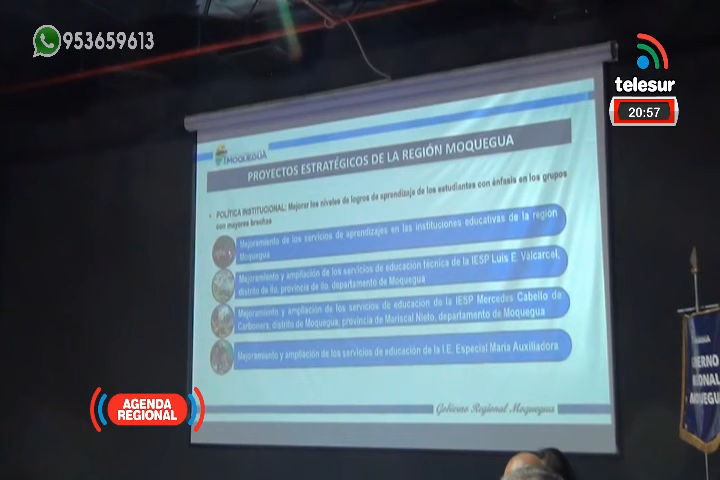 953659613
telesur
20:57
MOQUEGUA
PROYECTOS ESTRATÉGICOS DE LA REGIÓN MOQUEGUA
• POLÍTICA INSTITUCIONAL: Mejorar los niveles de logros de aprendizaje de los estudiantes con énfasis en los grupos
con mayores brechas
Mejoramiento de los servicios de aprendizajes en las instituciones educativas de la región
Moquegua
Mejoramiento y ampliación de los servicios de educación técnica de la IESP Luis E. Valcarcel,
distrito de Ilo, provincia de Ilo, departamento de Moquegua
Mejoramiento y ampliación de los servicios de educación de la IESP Mercedes Cabello de
Carbonera, distrito de Moquegua, provincia de Mariscal Nieto, departamento de Moquegua
Mejoramiento y ampliación de los servicios de educación de la I.E. Especial María Auxiliadora
Gobierno Regional Moquegua
AGENDA
REGIONAL